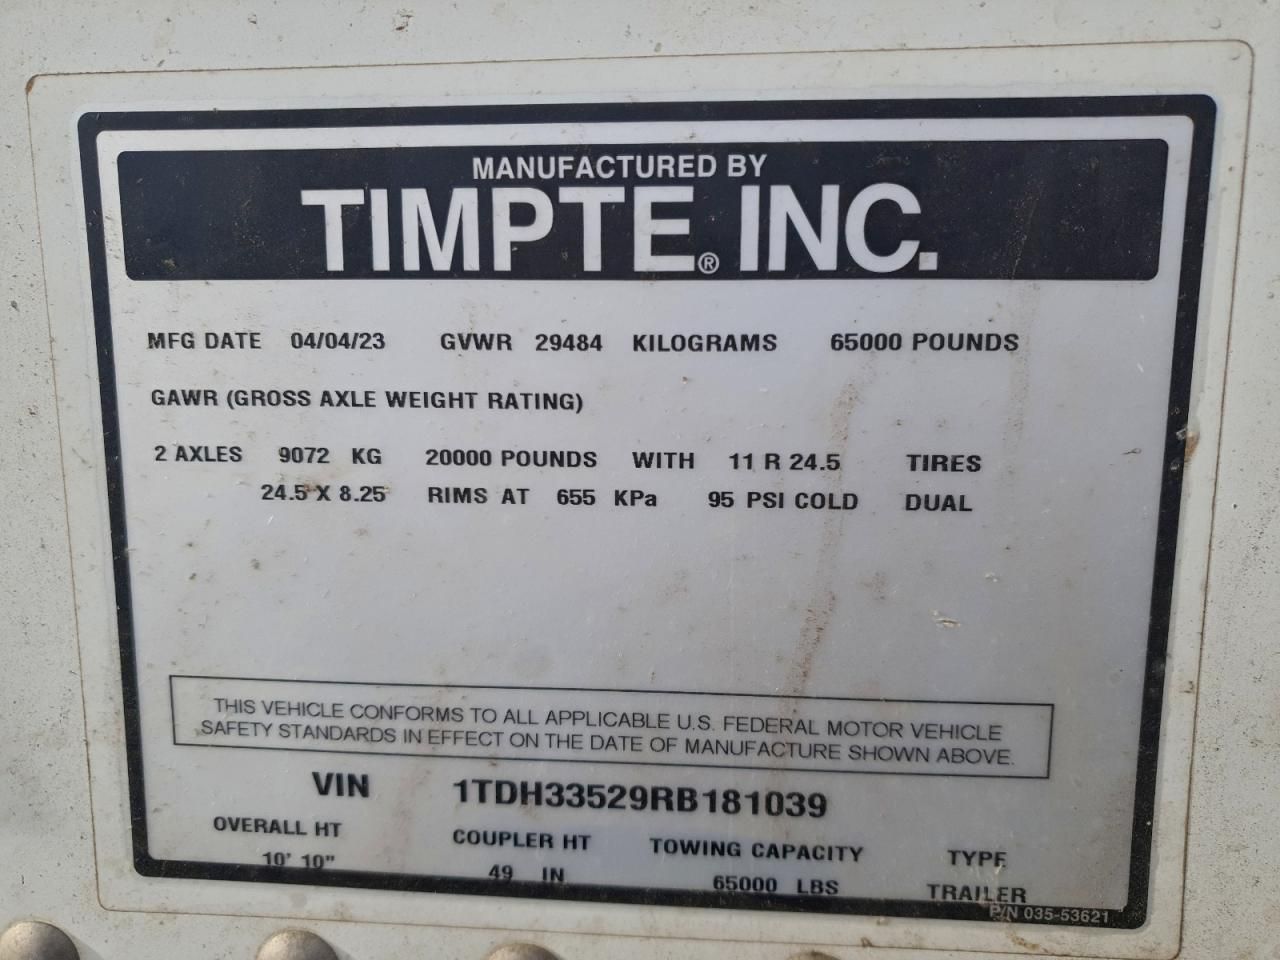 MANUFACTURED BY
TIMPTE® INC.
MFG DATE 04/04/23 GVWR 29484 KILOGRAMS 65000 POUNDS
GAWR (GROSS AXLE WEIGHT RATING)
2 AXLES 9072 KG 20000 POUNDS WITH 11 R 24.5 TIRES
24.5 X 8.25 RIMS AT 655 KPa 95 PSI COLD DUAL
THIS VEHICLE CONFORMS TO ALL APPLICABLE U.S. FEDERAL MOTOR VEHICLE
SAFETY STANDARDS IN EFFECT ON THE DATE OF MANUFACTURE SHOWN ABOVE.
VIN 1TDH33529RB181039
OVERALL HT COUPLER HT TOWING CAPACITY TYPE
10' 10" 49 IN 65000 LBS TRAILER
P/N 035-53621